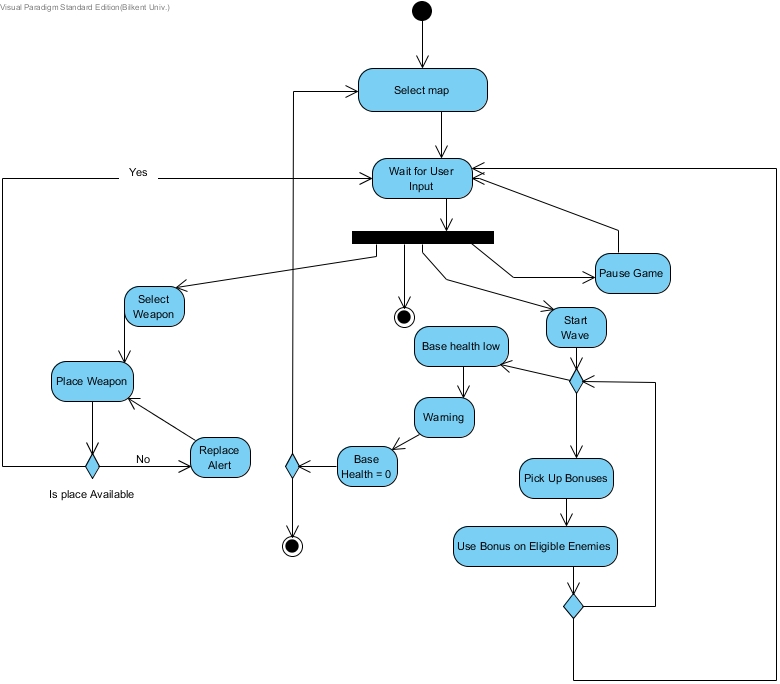 Visual Paradigm Standard Edition(Bilkent Univ.)
Select map
Yes
Wait for User
Input
Pause Game
Select
Weapon
Start
Wave
Base health low
Place Weapon
Warning
Replace
Alert
No
Base
Health = 0
Pick Up Bonuses
Is place Available
Use Bonus on Eligible Enemies